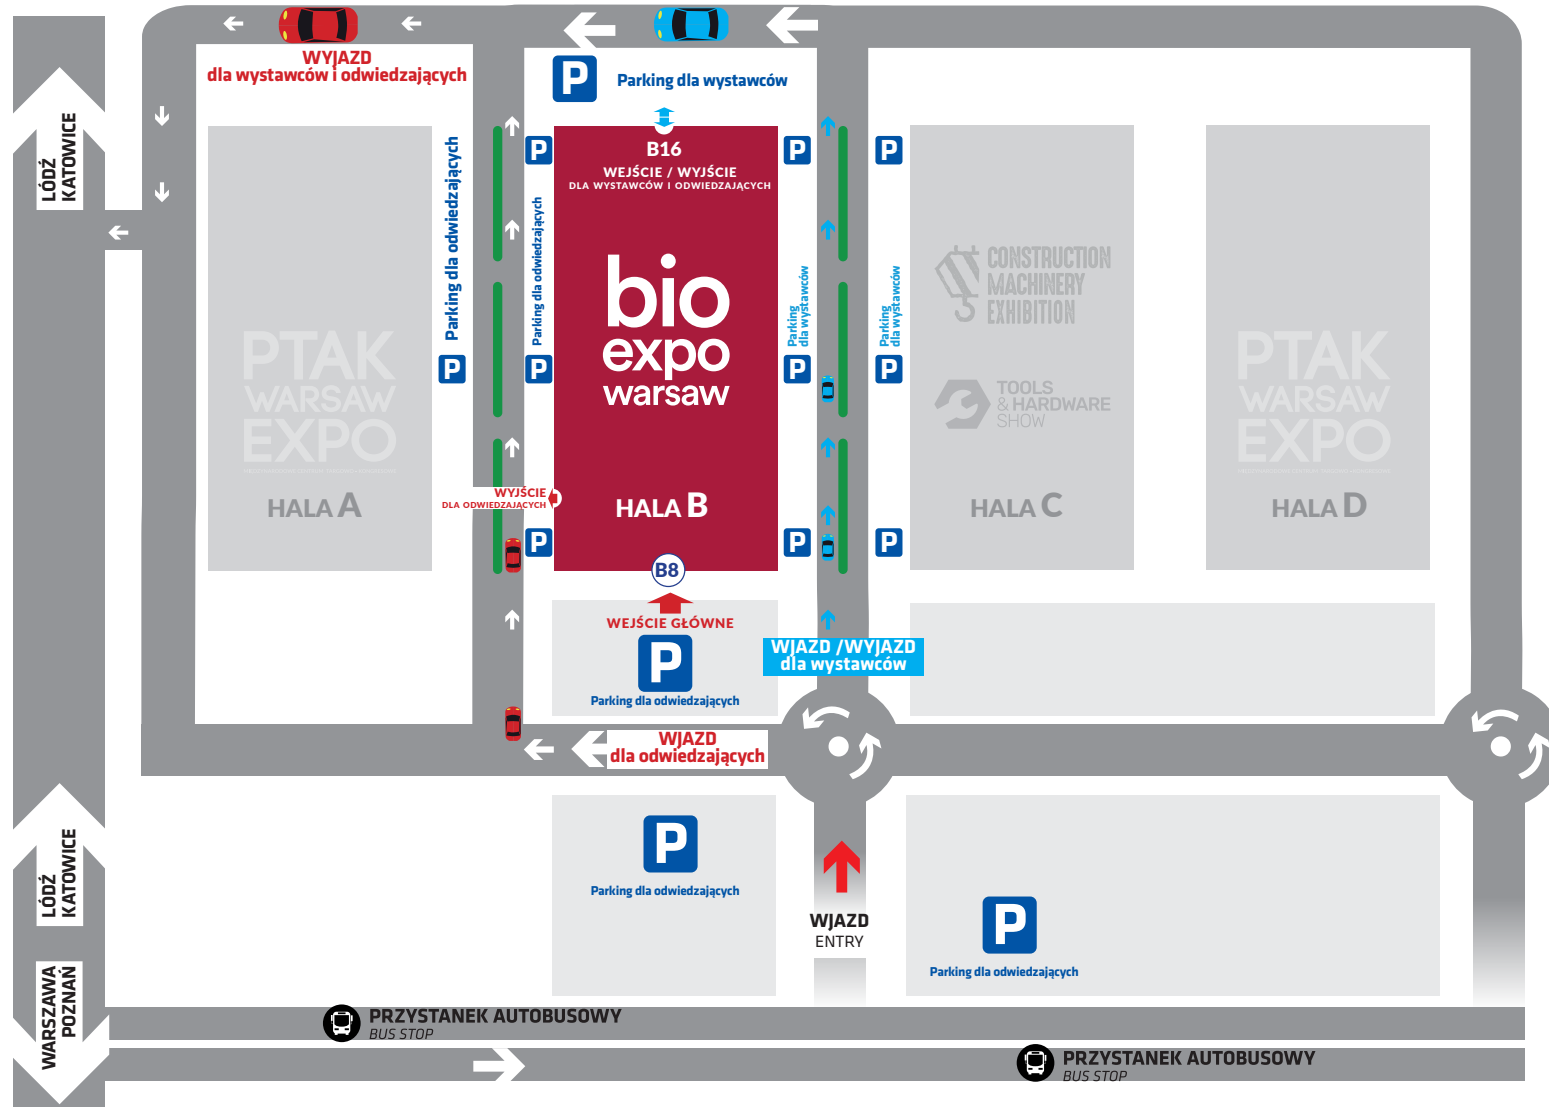 WYJAZD
dla wystawców i odwiedzających
P
Parking dla wystawców
LÓDŹ
KATOWICE
Parking dla odwiedzających
P
P
Parking dla odwiedzających
P
P
B16
WEJŚCIE / WYJŚCIE
DLA WYSTAWCÓW I ODWIEDZAJĄCYCH
bio
expo
warsaw
HALA B
B8
P
Parking
dla wystawców
P
P
P
Parking
dla wystawców
P
P
CONSTRUCTION
MACHINERY
EXHIBITION
TOOLS
& HARDWARE
SHOW
HALA C
PTAK
WARSAW
EXPO
HALA A
PTAK
WARSAW
EXPO
HALA D
WYJŚCIE
DLA ODWIEDZAJĄCYCH
WEJŚCIE GŁÓWNE
P
Parking dla odwiedzających
WJAZD /WYJAZD
dla wystawców
WJAZD
dla odwiedzających
LÓDŹ
KATOWICE
P
Parking dla odwiedzających
WJAZD
ENTRY
P
Parking dla odwiedzających
WARSZAWA
POZNAŃ
PRZYSTANEK AUTOBUSOWY
BUS STOP
PRZYSTANEK AUTOBUSOWY
BUS STOP